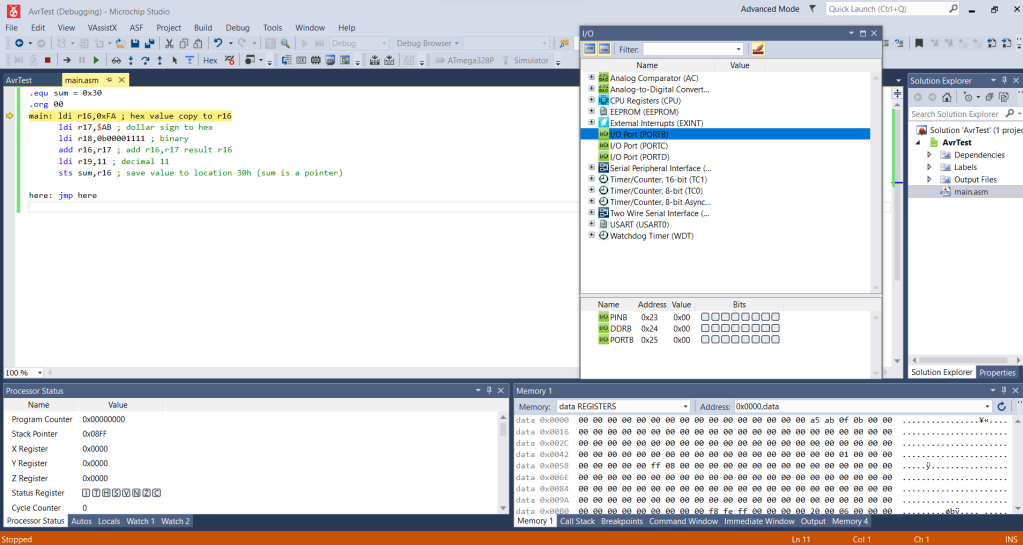 AvrTest (Debugging) - Microchip Studio
Advanced Mode
Quick Launch (Ctrl+Q)
File Edit View VAssistX ASF Project Build Debug Tools Window Help
Debug Debug Browser
Hex ATmega328P Simulator
AvrTest main.asm
.equ sum = 0x30
.org 00
main: ldi r16,0xFA ; hex value copy to r16
ldi r17,$AB ; dollar sign to hex
ldi r18,0b00001111 ; binary
add r16,r17 ; add r16,r17 result r16
ldi r19,11 ; decimal 11
sts sum,r16 ; save value to location 30h (sum is a pointer)
here: jmp here
100 %
I/O
Filter:
Name Value
Analog Comparator (AC)
Analog-to-Digital Convert...
CPU Registers (CPU)
EEPROM (EEPROM)
External Interrupts (EXINT)
I/O Port (PORTB)
I/O Port (PORTC)
I/O Port (PORTD)
Serial Peripheral Interface (...
Timer/Counter, 16-bit (TC1)
Timer/Counter, 8-bit (TC0)
Timer/Counter, 8-bit Async...
Two Wire Serial Interface (...
USART (USART0)
Watchdog Timer (WDT)
Name Address Value Bits
I/O PINB 0x23 0x00
I/O DDRB 0x24 0x00
I/O PORTB 0x25 0x00
Solution Explorer
Search Solution Explorer
Solution 'AvrTest' (1 projec
AvrTest
Dependencies
Labels
Output Files
main.asm
Solution Explorer Properties
Processor Status
Name Value
Program Counter 0x00000000
Stack Pointer 0x08FF
X Register 0x0000
Y Register 0x0000
Z Register 0x0000
Status Register I T H S V N Z C
Cycle Counter 0
Processor Status Autos Locals Watch 1 Watch 2
Memory 1
Memory: data REGISTERS Address: 0x0000,data
data 0x0000 00 00 00 00 00 00 00 00 00 00 00 00 00 00 00 00 a5 ab 0f 0b 00 00 ................¥«....
data 0x0016 00 00 00 00 00 00 00 00 00 00 00 00 00 00 00 00 00 00 00 00 00 00 ......................
data 0x002C 00 00 00 00 00 00 00 00 00 00 00 00 00 00 00 00 00 00 00 00 00 00 ......................
data 0x0042 00 00 00 00 00 00 00 00 00 00 00 00 00 00 00 00 00 00 01 00 00 00 ......................
data 0x0058 00 00 00 00 00 ff 08 00 00 00 00 00 00 00 00 00 00 00 00 00 00 00 .....ÿ................
data 0x006E 00 00 00 00 00 00 00 00 00 00 00 00 00 00 00 00 00 00 00 00 00 00 ......................
data 0x0084 00 00 00 00 00 00 00 00 00 00 00 00 00 00 00 00 00 00 00 00 00 00 ......................
data 0x009A 00 00 00 00 00 00 00 00 00 00 00 00 00 00 00 00 00 00 00 00 00 00 ......................
data 0x00B0 00 00 00 00 00 00 00 00 f8 fe ff 00 00 00 00 00 20 00 06 00 00 00
Memory 1 Call Stack Breakpoints Command Window Immediate Window Output Memory 4
Stopped Ln 11 Col 1 Ch 1 INS